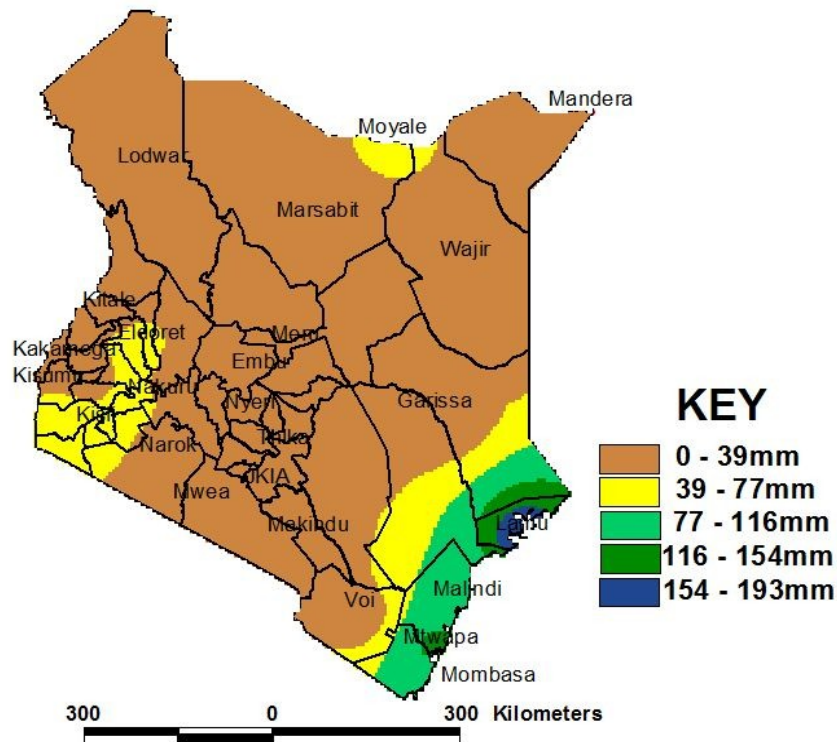 Mandera
Moyale
Lodwar
Marsabit
Wajir
Kitale
Eldoret
Meru
Kakamega
Embu
Kisumu
Nakuru
Nyeri
Garissa
Kisii
Thika
Narok
JKIA
Mwea
Makindu
Lamu
Voi
Malindi
Mtwapa
Mombasa
KEY
0 - 39mm
39 - 77mm
77 - 116mm
116 - 154mm
154 - 193mm
300 0 300 Kilometers